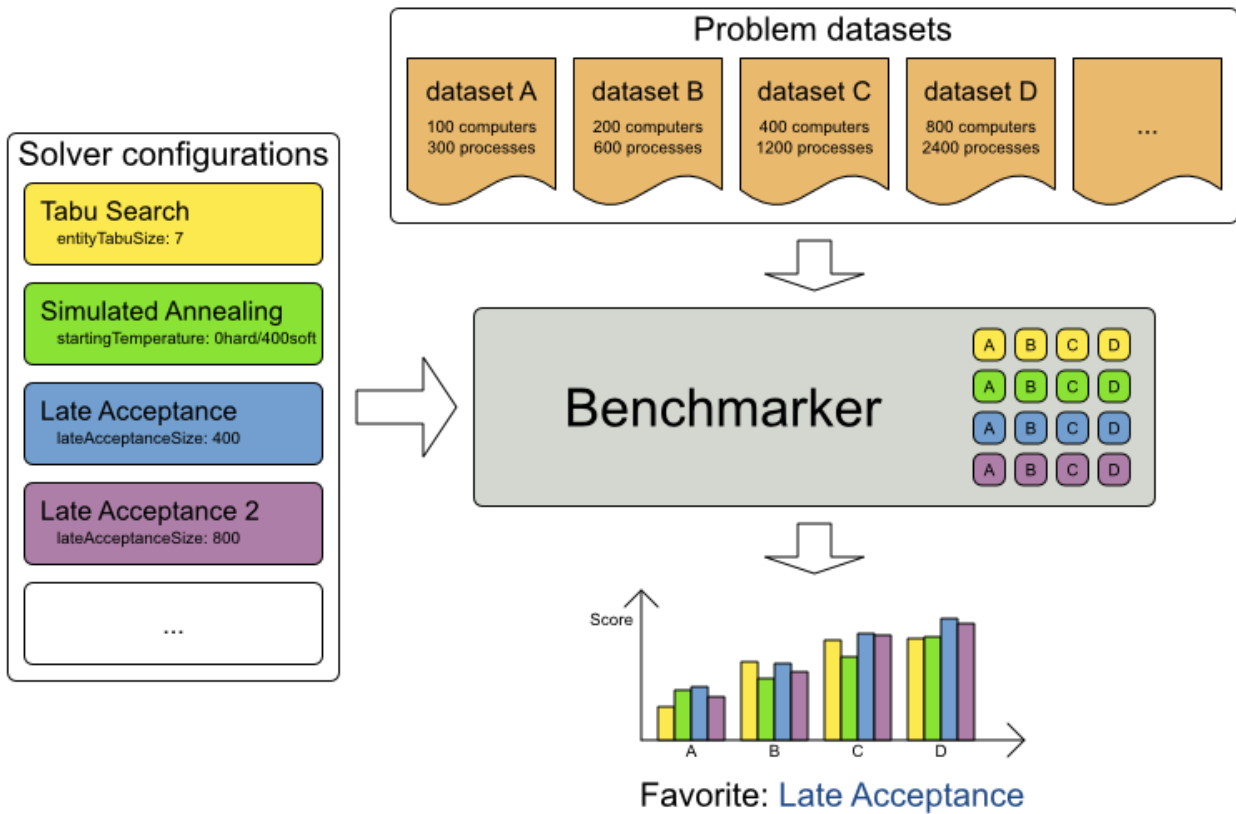 Problem datasets
dataset A
100 computers
300 processes
dataset B
200 computers
600 processes
dataset C
400 computers
1200 processes
dataset D
800 computers
2400 processes
...
Solver configurations
Tabu Search
entityTabuSize: 7
Simulated Annealing
startingTemperature: 0hard/400soft
Late Acceptance
lateAcceptanceSize: 400
Late Acceptance 2
lateAcceptanceSize: 800
...
Benchmarker
A B C D
A B C D
A B C D
A B C D
Score
A B C D
Favorite: Late Acceptance